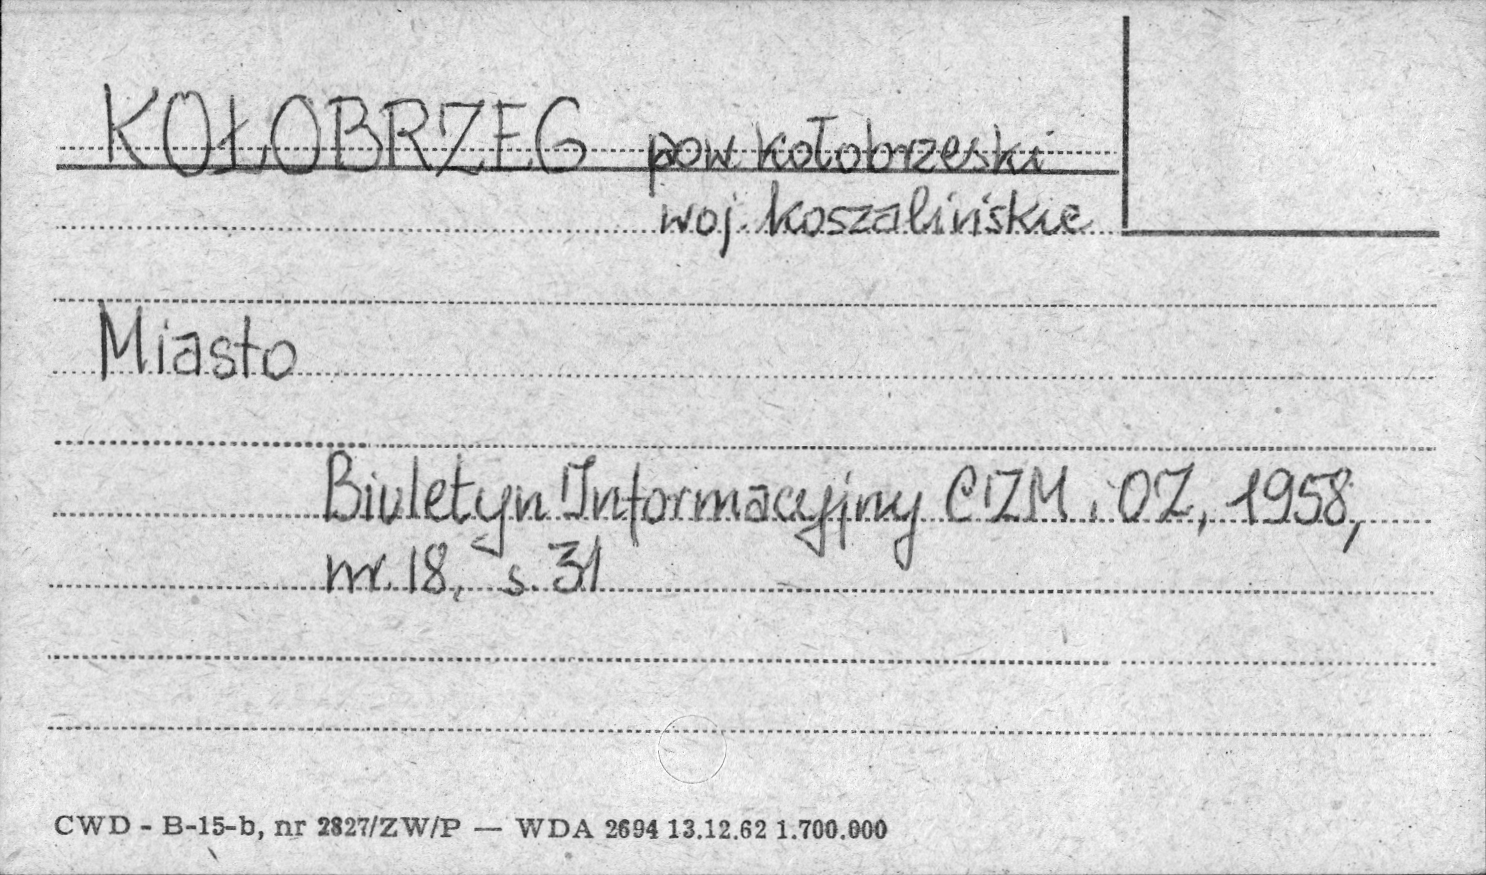 KOŁOBRZEG pow kołobrzeski
woj. koszalińskie
Miasto
Biuletyn Informacyjny CZM i OZ, 1958,
nr. 18, s. 31
CWD - B-15-b, nr 2827/ZW/P — WDA 2694 13.12.62 1.700.000